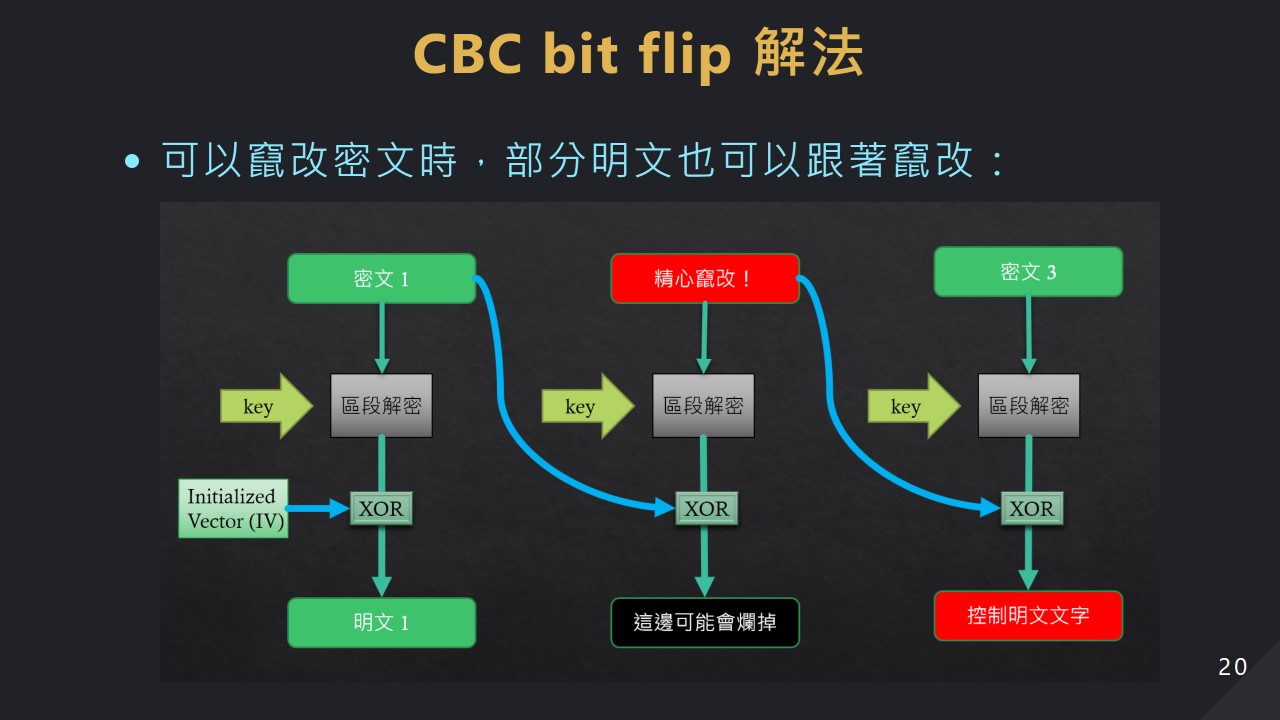 CBC bit flip 解法
• 可以竄改密文時，部分明文也可以跟著竄改：
密文 1
精心竄改！
密文 3
key
區段解密
key
區段解密
key
區段解密
Initialized
Vector (IV)
XOR
XOR
XOR
明文 1
這邊可能會爛掉
控制明文文字
20